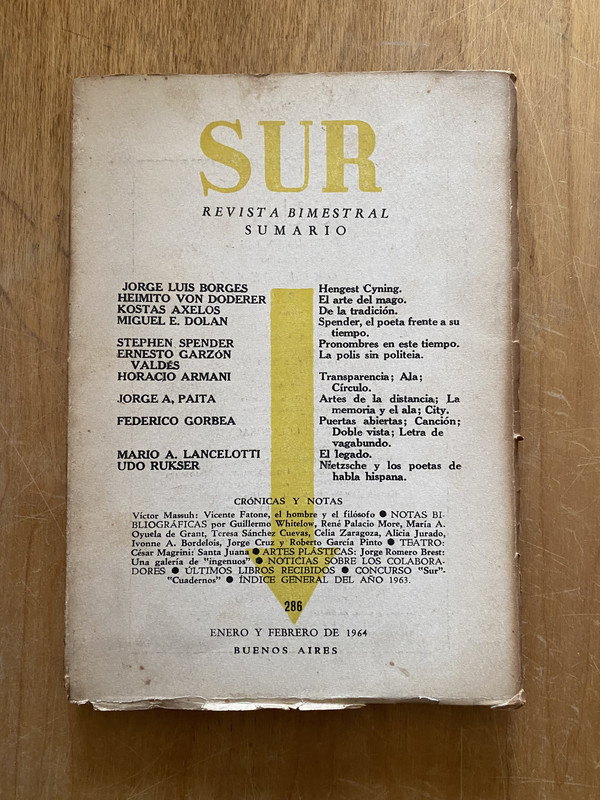 SUR
REVISTA BIMESTRAL
SUMARIO
JORGE LUIS BORGES Hengest Cyning.
HEIMITO VON DODERER El arte del mago.
KOSTAS AXELOS De la tradición.
MIGUEL E. DOLAN Spender, el poeta frente a su
tiempo.
STEPHEN SPENDER Pronombres en este tiempo.
ERNESTO GARZÓN La polis sin politeia.
VALDÉS
HORACIO ARMANI Transparencia; Ala;
Círculo.
JORGE A, PAITA Artes de la distancia; La
memoria y el ala; City.
FEDERICO GORBEA Puertas abiertas; Canción;
Doble vista; Letra de
vagabundo.
MARIO A. LANCELOTTI El legado.
UDO RUKSER Nietzsche y los poetas de
habla hispana.
CRÓNICAS Y NOTAS
Víctor Massuh: Vicente Fatone, el hombre y el filósofo ● NOTAS BI-
BLIOGRÁFICAS por Guillermo Whitelow, René Palacio More, María A.
Oyuela de Grant, Teresa Sánchez Cuevas, Celia Zaragoza, Alicia Jurado,
Ivonne A. Bordelois, Jorge Cruz y Roberto García Pinto ● TEATRO:
César Magrini: Santa Juana ● ARTES PLÁSTICAS: Jorge Romero Brest:
Una galería de "ingenuos" ● NOTICIAS SOBRE LOS COLABORA-
DORES ● ÚLTIMOS LIBROS RECIBIDOS ● CONCURSO "Sur"-
"Cuadernos" ● ÍNDICE GENERAL DEL AÑO 1963.
286
ENERO Y FEBRERO DE 1964
BUENOS AIRES